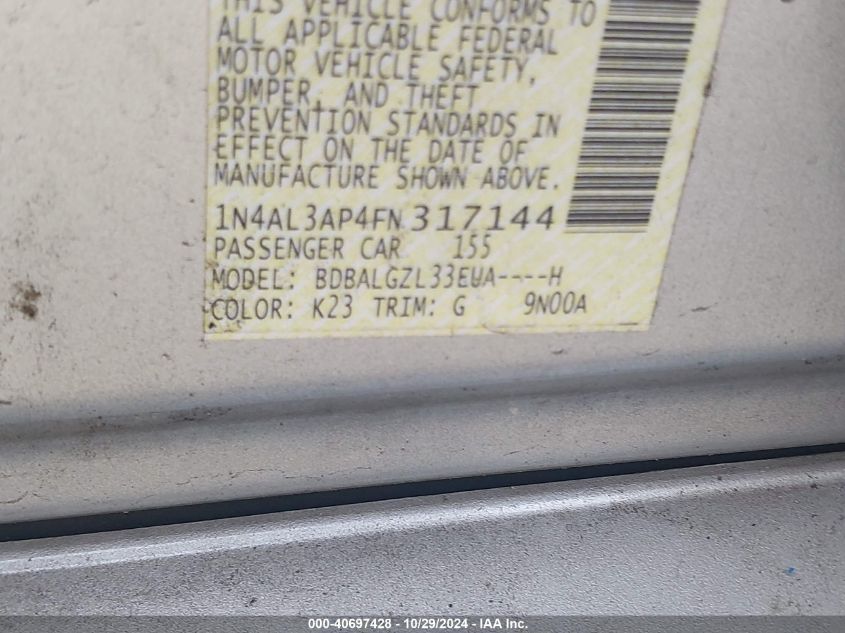 THIS VEHICLE CONFORMS TO
ALL APPLICABLE FEDERAL
MOTOR VEHICLE SAFETY,
BUMPER, AND THEFT
PREVENTION STANDARDS IN
EFFECT ON THE DATE OF
MANUFACTURE SHOWN ABOVE.
1N4AL3AP4FN317144
PASSENGER CAR 155
MODEL: BDBALGZL33EUA----H
COLOR: K23 TRIM: G 9N00A
000-40697428 - 10/29/2024 - IAA Inc.